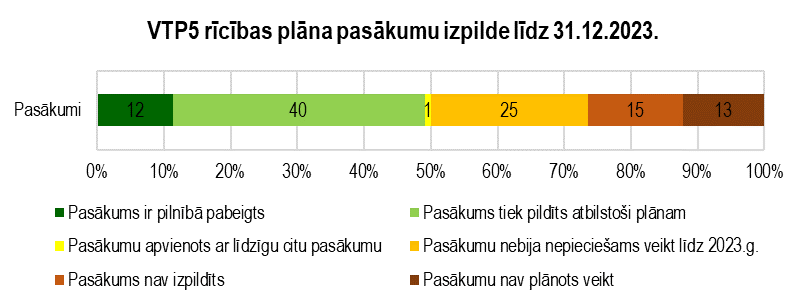 VTP5 rīcības plāna pasākumu izpilde līdz 31.12.2023.
Pasākumi 12 40 1 25 15 13
0% 10% 20% 30% 40% 50% 60% 70% 80% 90% 100%
Pasākums ir pilnībā pabeigts Pasākums tiek pildīts atbilstoši plānam
Pasākumu apvienots ar līdzīgu citu pasākumu Pasākumu nebija nepieciešams veikt līdz 2023.g.
Pasākums nav izpildīts Pasākumu nav plānots veikt